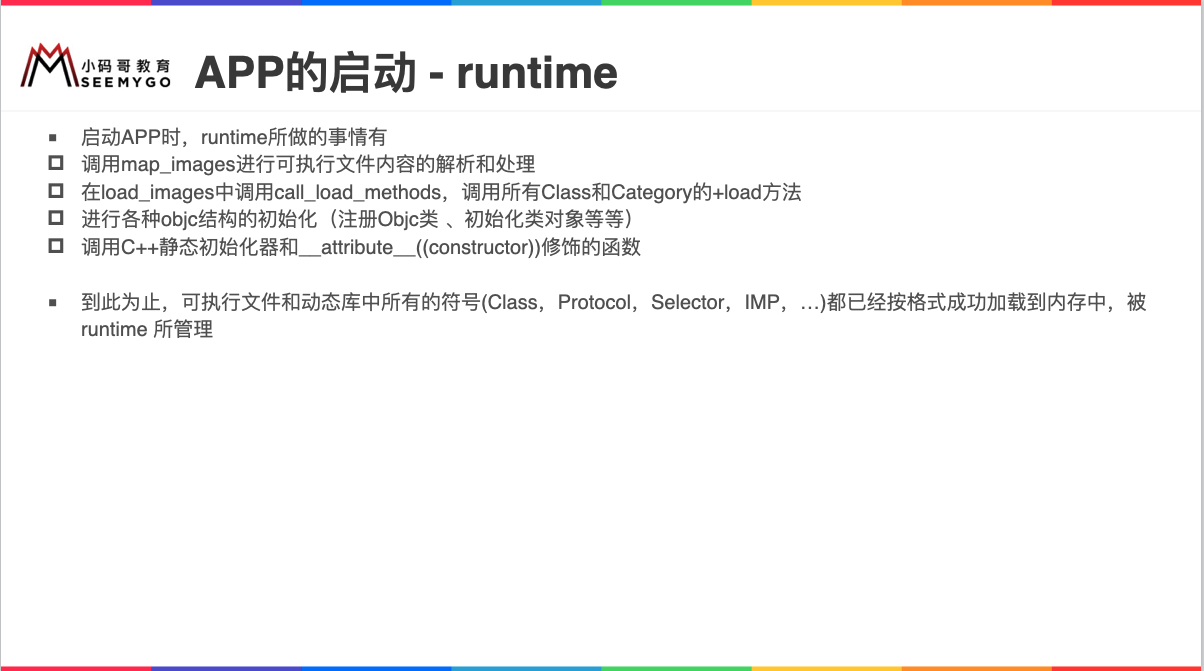 小码哥教育
SEEMYGO
APP的启动 - runtime
启动APP时，runtime所做的事情有
调用map_images进行可执行文件内容的解析和处理
在load_images中调用call_load_methods，调用所有Class和Category的+load方法
进行各种objc结构的初始化（注册Objc类 、初始化类对象等等）
调用C++静态初始化器和__attribute__((constructor))修饰的函数
到此为止，可执行文件和动态库中所有的符号(Class，Protocol，Selector，IMP，…)都已经按格式成功加载到内存中，被
runtime 所管理